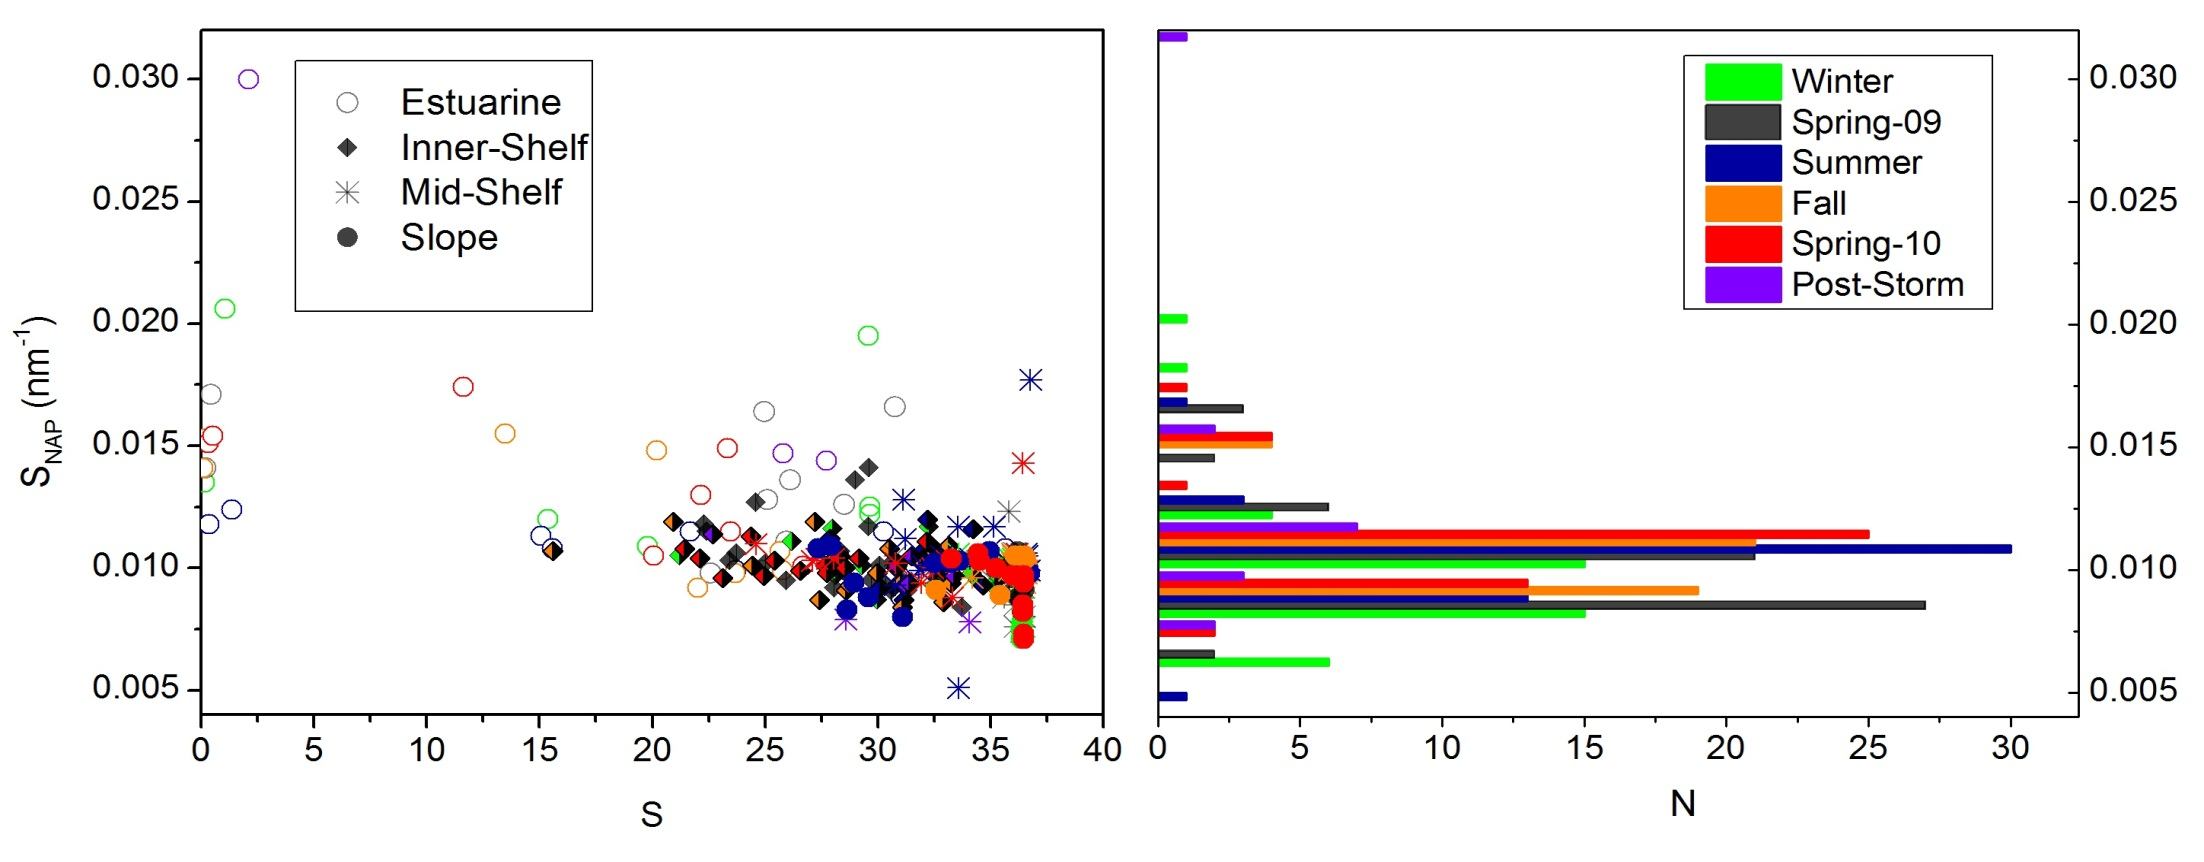 0.030
0.025
0.020
0.015
0.010
0.005
S_NAP (nm^-1)
0 5 10 15 20 25 30 35 40
S
Estuarine
Inner-Shelf
Mid-Shelf
Slope
Winter
Spring-09
Summer
Fall
Spring-10
Post-Storm
0.030
0.025
0.020
0.015
0.010
0.005
0 5 10 15 20 25 30
N